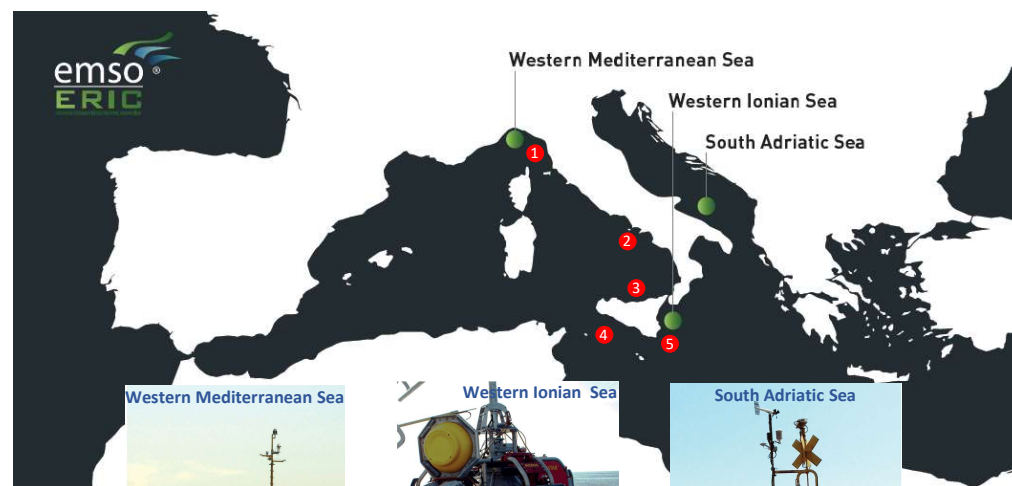 Western Mediterranean Sea
emso®
ERIC
Western Ionian Sea
South Adriatic Sea
1
2
3
4
5
Western Mediterranean Sea
Western Ionian Sea
South Adriatic Sea